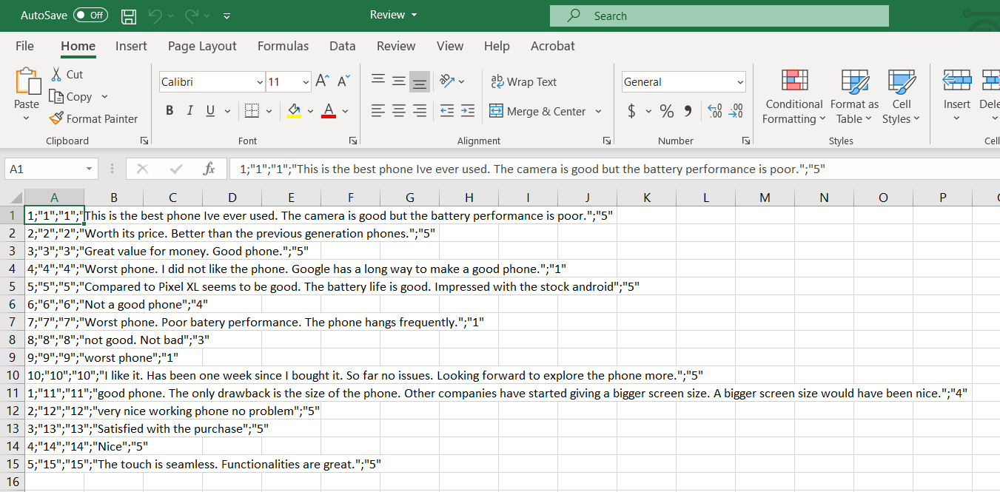 AutoSave Off Review Search
File Home Insert Page Layout Formulas Data Review View Help Acrobat
Cut
Copy
Format Painter
Paste
Clipboard
Calibri 11
B I U A
Font
Wrap Text
Merge & Center
Alignment
General
$ % 9 .00 .00
Number
Conditional Formatting
Format as Table
Cell Styles
Styles
Insert
Dele
Cell
A1 fx 1;"1";"1";"This is the best phone Ive ever used. The camera is good but the battery performance is poor.";"5"
A B C D E F G H I J K L M N O P
1 1;"1";"1";"This is the best phone Ive ever used. The camera is good but the battery performance is poor.";"5"
2 2;"2";"2";"Worth its price. Better than the previous generation phones.";"5"
3 3;"3";"3";"Great value for money. Good phone.";"5"
4 4;"4";"4";"Worst phone. I did not like the phone. Google has a long way to make a good phone.";"1"
5 5;"5";"5";"Compared to Pixel XL seems to be good. The battery life is good. Impressed with the stock android";"5"
6 6;"6";"6";"Not a good phone";"4"
7 7;"7";"7";"Worst phone. Poor batery performance. The phone hangs frequently.";"1"
8 8;"8";"8";"not good. Not bad";"3"
9 9;"9";"9";"worst phone";"1"
10 10;"10";"10";"I like it. Has been one week since I bought it. So far no issues. Looking forward to explore the phone more.";"5"
11 1;"11";"11";"good phone. The only drawback is the size of the phone. Other companies have started giving a bigger screen size. A bigger screen size would have been nice.";"4"
12 2;"12";"12";"very nice working phone no problem";"5"
13 3;"13";"13";"Satisfied with the purchase";"5"
14 4;"14";"14";"Nice";"5"
15 5;"15";"15";"The touch is seamless. Functionalities are great.";"5"
16